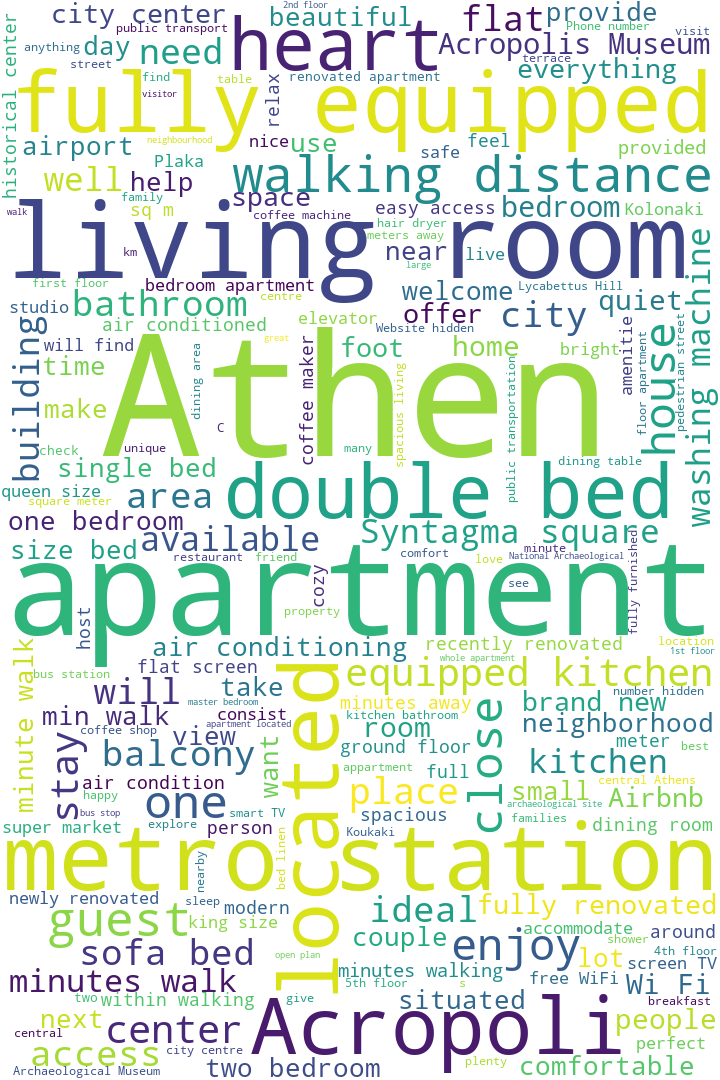 2nd floor
city center
public transport
beautiful
flat
provide
Phone number
anything
day
need
heart
Acropolis Museum
visit
street
terrace
historical center
find
table
renovated apartment
everything
visitor
relax
fully equipped
neighbourhood
airport
nice
use
feel
safe
provided
Plaka
walking distance
well
help
family
space
sq m
coffee machine
easy access
bedroom
Kolonaki
walk
hair dryer
meters away
living room
km
near
live
large
first floor
bedroom apartment
centre
welcome
Lycabettus Hill
quiet
washing machine
studio
bathroom
offer
city
air conditioned
elevator
Website hidden
building
will find
great
foot
home
bright
amenitie
house
pedestrian street
floor apartment
time
dining area
coffee maker
Athen
spacious living
public transportation
make
C
check
unique
many
single bed
dining table
queen size
area
double bed
square meter
one bedroom
available
Syntagma square
size bed
restaurant
friend
comfort
minute
National Archaeological
love
see
cozy
fully furnished
apartment
property
host
minute walk
air conditioning
recently renovated
location
1st floor
flat screen
whole apartment
bus station
equipped kitchen
will
take
master bedroom
minutes away
brand new
number hidden
min walk
consist
kitchen bathroom
room
neighborhood
coffee shop
apartment located
view
want
ground floor
close
meter
best
stay
balcony
located
kitchen
air condition
appartment
full
central Athens
happy
one
place
small
Airbnb
bus stop
smart TV
spacious
archaeological site
families
super market
explore
person
Koukaki
dining room
metro station
nearby
bed linen
newly renovated
sleep
modern
ideal
fully renovated
guest
king size
couple
accommodate
shower
around
sofa bed
open plan
enjoy
4th floor
minutes walk
minutes walking
lot
screen TV
5th floor
s
free WiFi
Wi Fi
two
within walking
give
situated
breakfast
next
center
Acropoli
people
central
perfect
access
city centre
two bedroom
plenty
comfortable
Archaeological Museum